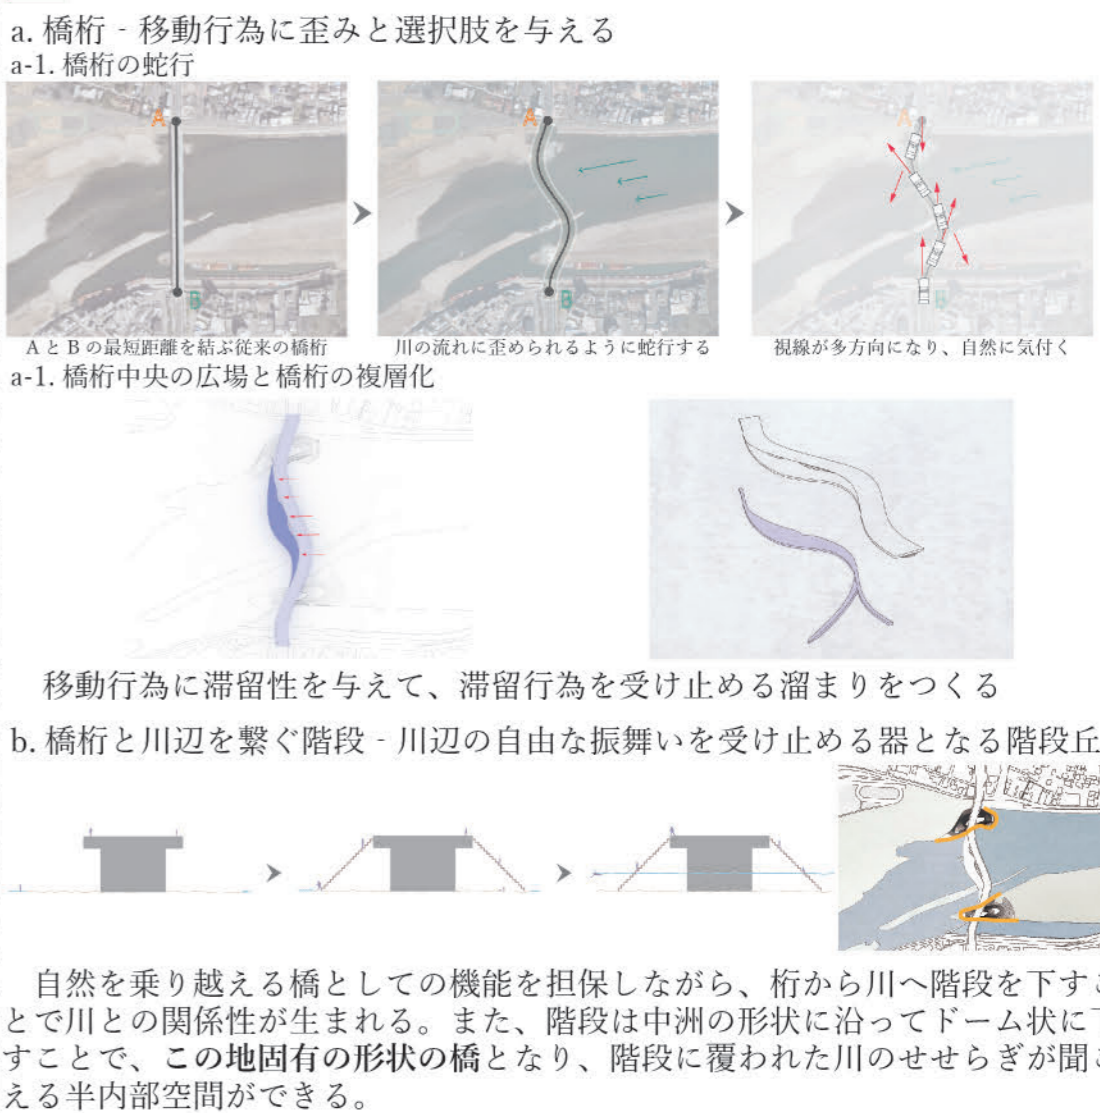 a. 橋桁 - 移動行為に歪みと選択肢を与える
a-1. 橋桁の蛇行
A
B
A
B
A
B
AとBの最短距離を結ぶ従来の橋桁
川の流れに歪められるように蛇行する
視線が多方向になり、自然に気付く
a-1. 橋桁中央の広場と橋桁の複層化
移動行為に滞留性を与えて、滞留行為を受け止める溜まりをつくる
b. 橋桁と川辺を繋ぐ階段 - 川辺の自由な振舞いを受け止める器となる階段丘
自然を乗り越える橋としての機能を担保しながら、桁から川へ階段を下すこ
とで川との関係性が生まれる。また、階段は中洲の形状に沿ってドーム状に下
すことで、この地固有の形状の橋となり、階段に覆われた川のせせらぎが聞こ
える半内部空間ができる。